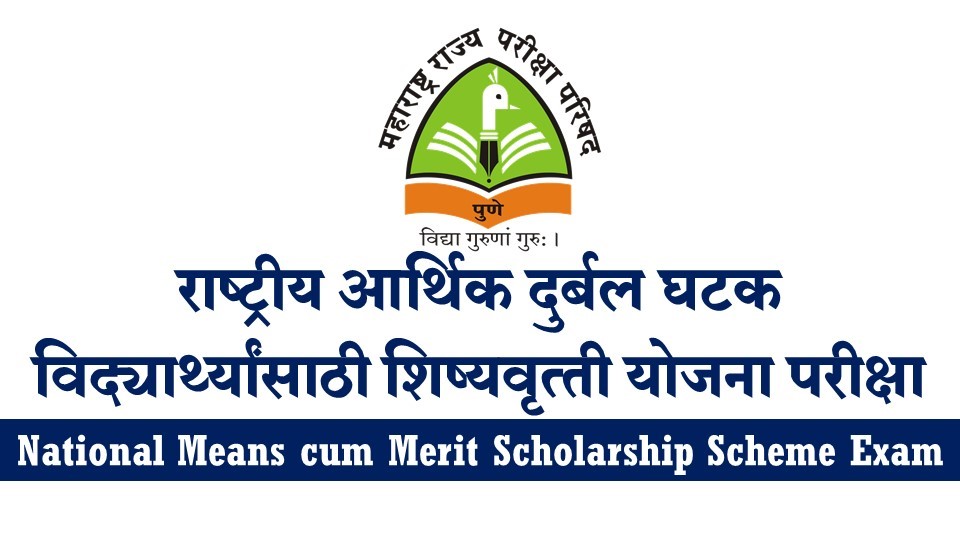 महाराष्ट्र राज्य परीक्षा परिषद
पुणे
विद्या गुरुणां गुरुः।
राष्ट्रीय आर्थिक दुर्बल घटक
विद्यार्थ्यांसाठी शिष्यवृत्ती योजना परीक्षा
National Means cum Merit Scholarship Scheme Exam